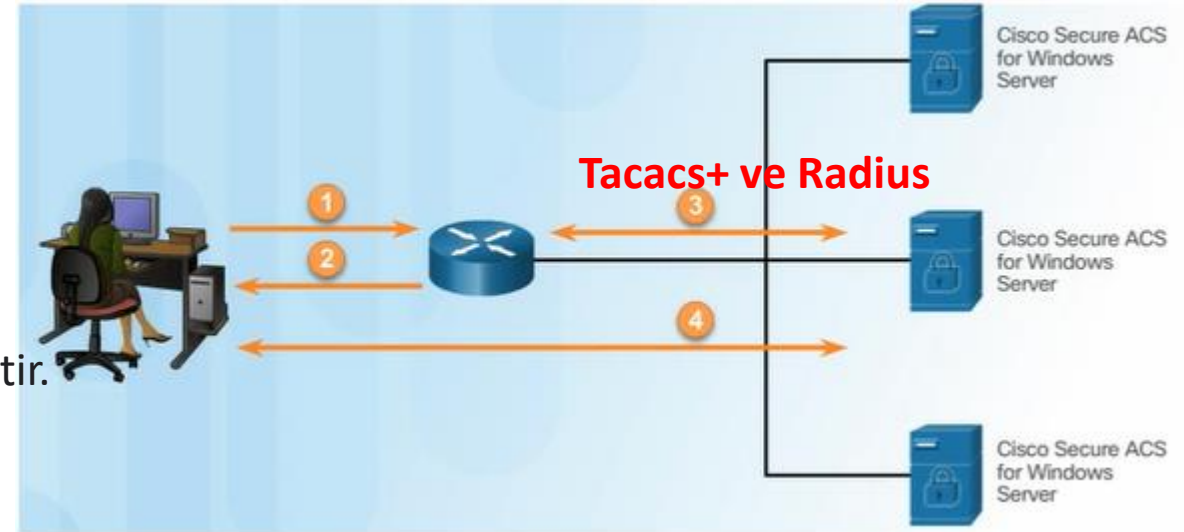 Cisco Secure ACS
for Windows
Server
Tacacs+ ve Radius
1
3
2
Cisco Secure ACS
for Windows
Server
4
tir.
Cisco Secure ACS
for Windows
Server